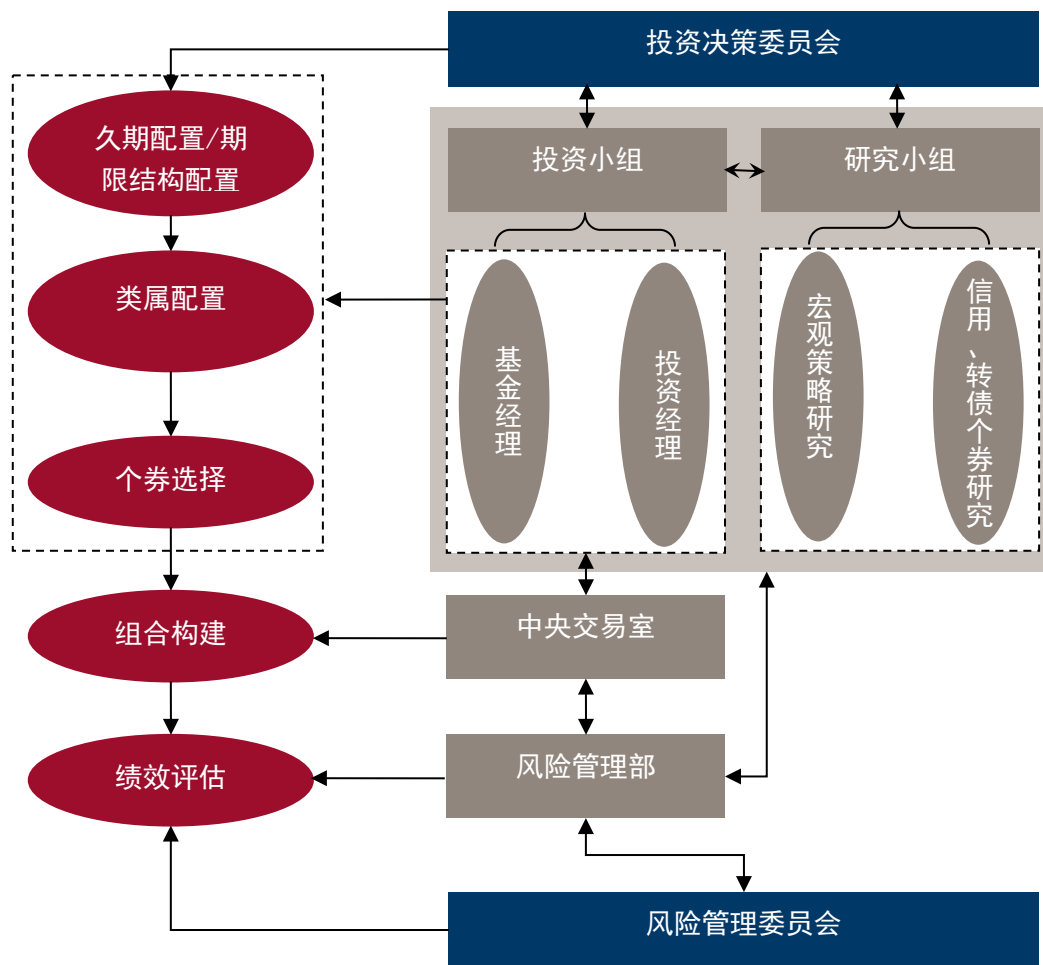 投资决策委员会
久期配置/期
限结构配置
投资小组
研究小组
类属配置
基金经理
投资经理
宏观策略研究
信用、转债个券研究
个券选择
组合构建
中央交易室
绩效评估
风险管理部
风险管理委员会